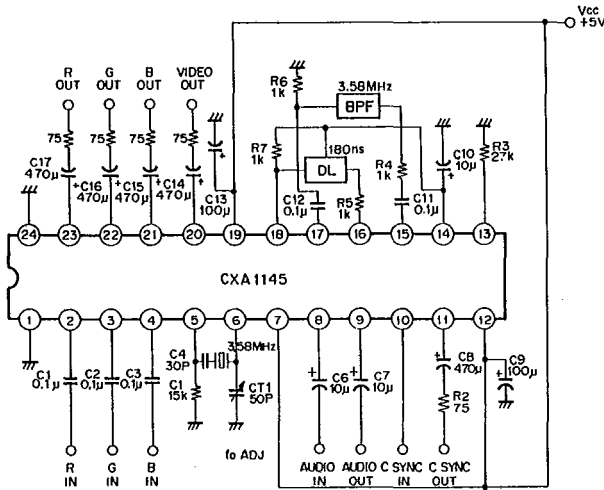 Vcc
+5V
R
OUT
G
OUT
B
OUT
VIDEO
OUT
R6
1k
3.58MHz
BPF
75
75
75
75
R7
1k
180ns
DL
R4
1k
C10
10μ
R3
27k
C17
470μ
C16
470μ
C15
470μ
C14
470μ
C13
100μ
C12
0.1μ
R5
1k
C11
0.1μ
24
23
22
21
20
19
18
17
16
15
14
13
CXA1145
1
2
3
4
5
6
7
8
9
10
11
12
C1
0.1μ
C2
0.1μ
C3
0.1μ
C4
30P
3.58MHz
C1
15k
CT1
50P
C6
10μ
C7
10μ
C8
470μ
R2
75
C9
100μ
to ADJ
R
IN
G
IN
B
IN
AUDIO
IN
AUDIO
OUT
C SYNC
IN
C SYNC
OUT